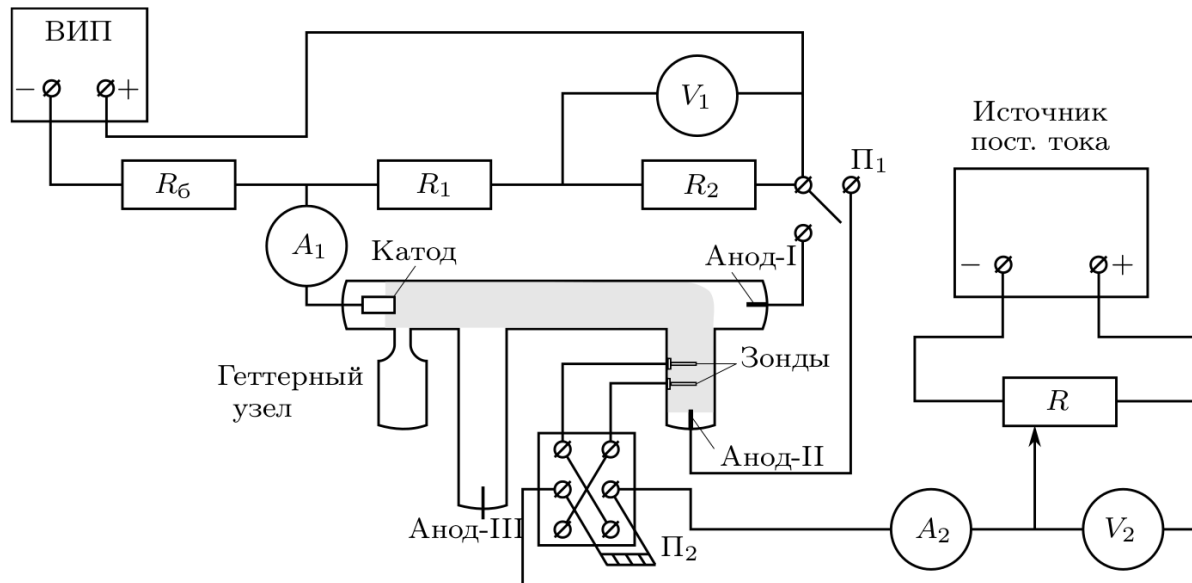 ВИП
− +
V₁
Источник
пост. тока
− +
П₁
R_б
R₁
R₂
A₁
Катод
Анод-I
Геттерный
узел
Зонды
R
Анод-II
Анод-III
П₂
A₂
V₂